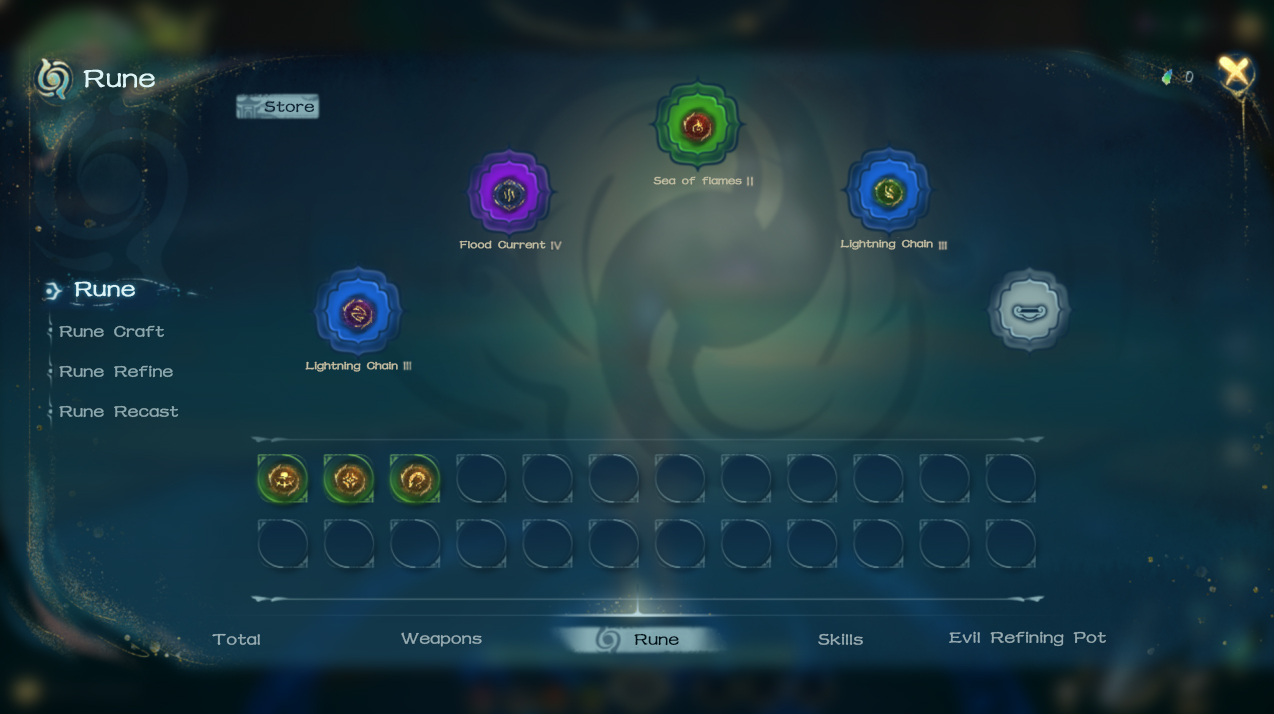 Rune
0
Store
Sea of flames II
Flood Current IV
Lightning Chain III
Lightning Chain III
Rune
Rune Craft
Rune Refine
Rune Recast
Total
Weapons
Rune
Skills
Evil Refining Pot